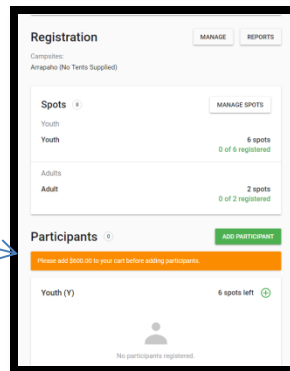 Registration
MANAGE
REPORTS
Campsites:
Arrapaho (No Tents Supplied)
Spots
MANAGE SPOTS
Youth
Youth
6 spots
0 of 6 registered
Adults
Adult
2 spots
0 of 2 registered
Participants 0
ADD PARTICIPANT
Please add $600.00 to your cart before adding participants.
Youth (Y)
6 spots left
No participants registered.